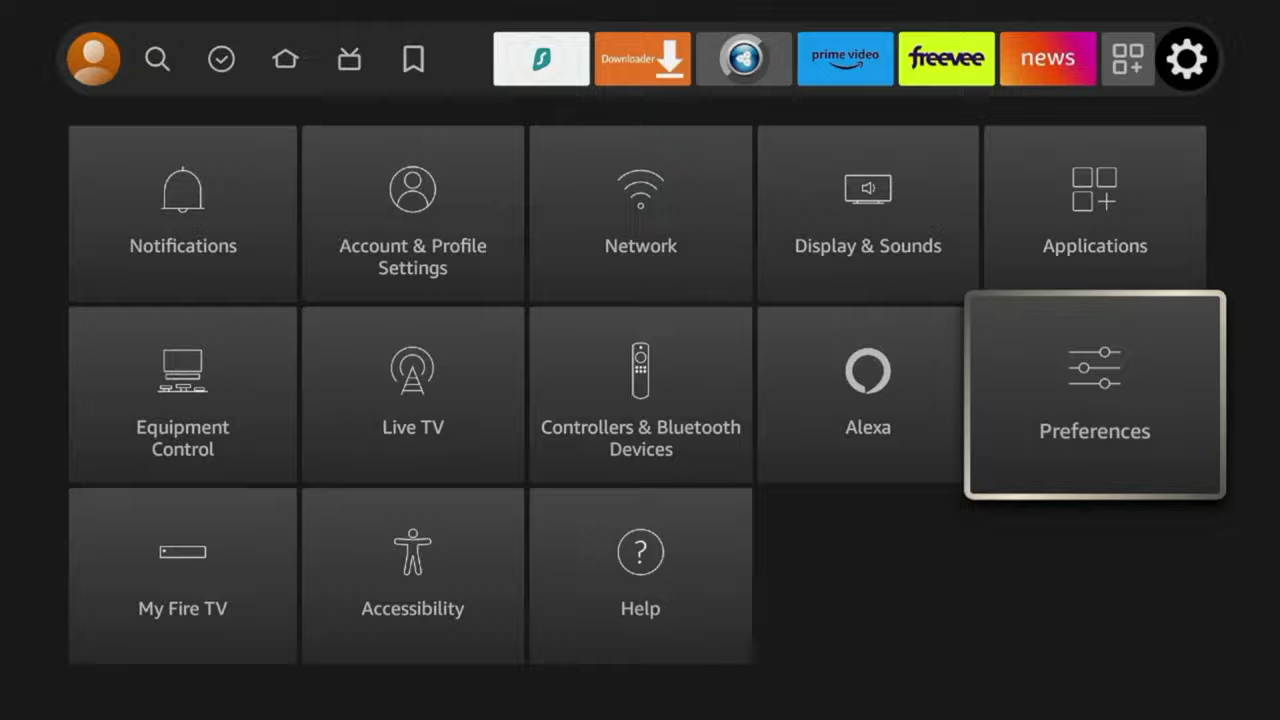 Downloader
prime video
freevee
news
Notifications
Account & Profile
Settings
Network
Display & Sounds
Applications
Equipment
Control
Live TV
Controllers & Bluetooth
Devices
Alexa
Preferences
My Fire TV
Accessibility
?
Help